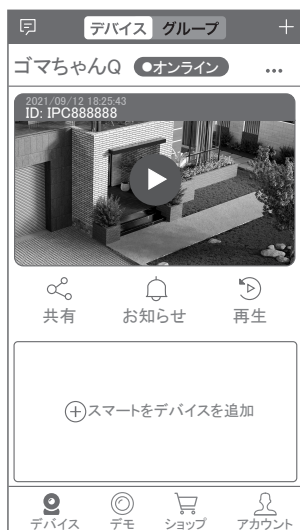 デバイス グループ
ゴマちゃんQ オンライン
2021/09/12 18:25:43
ID: IPC888888
共有 お知らせ 再生
スマートをデバイスを追加
デバイス デモ ショップ アカウント